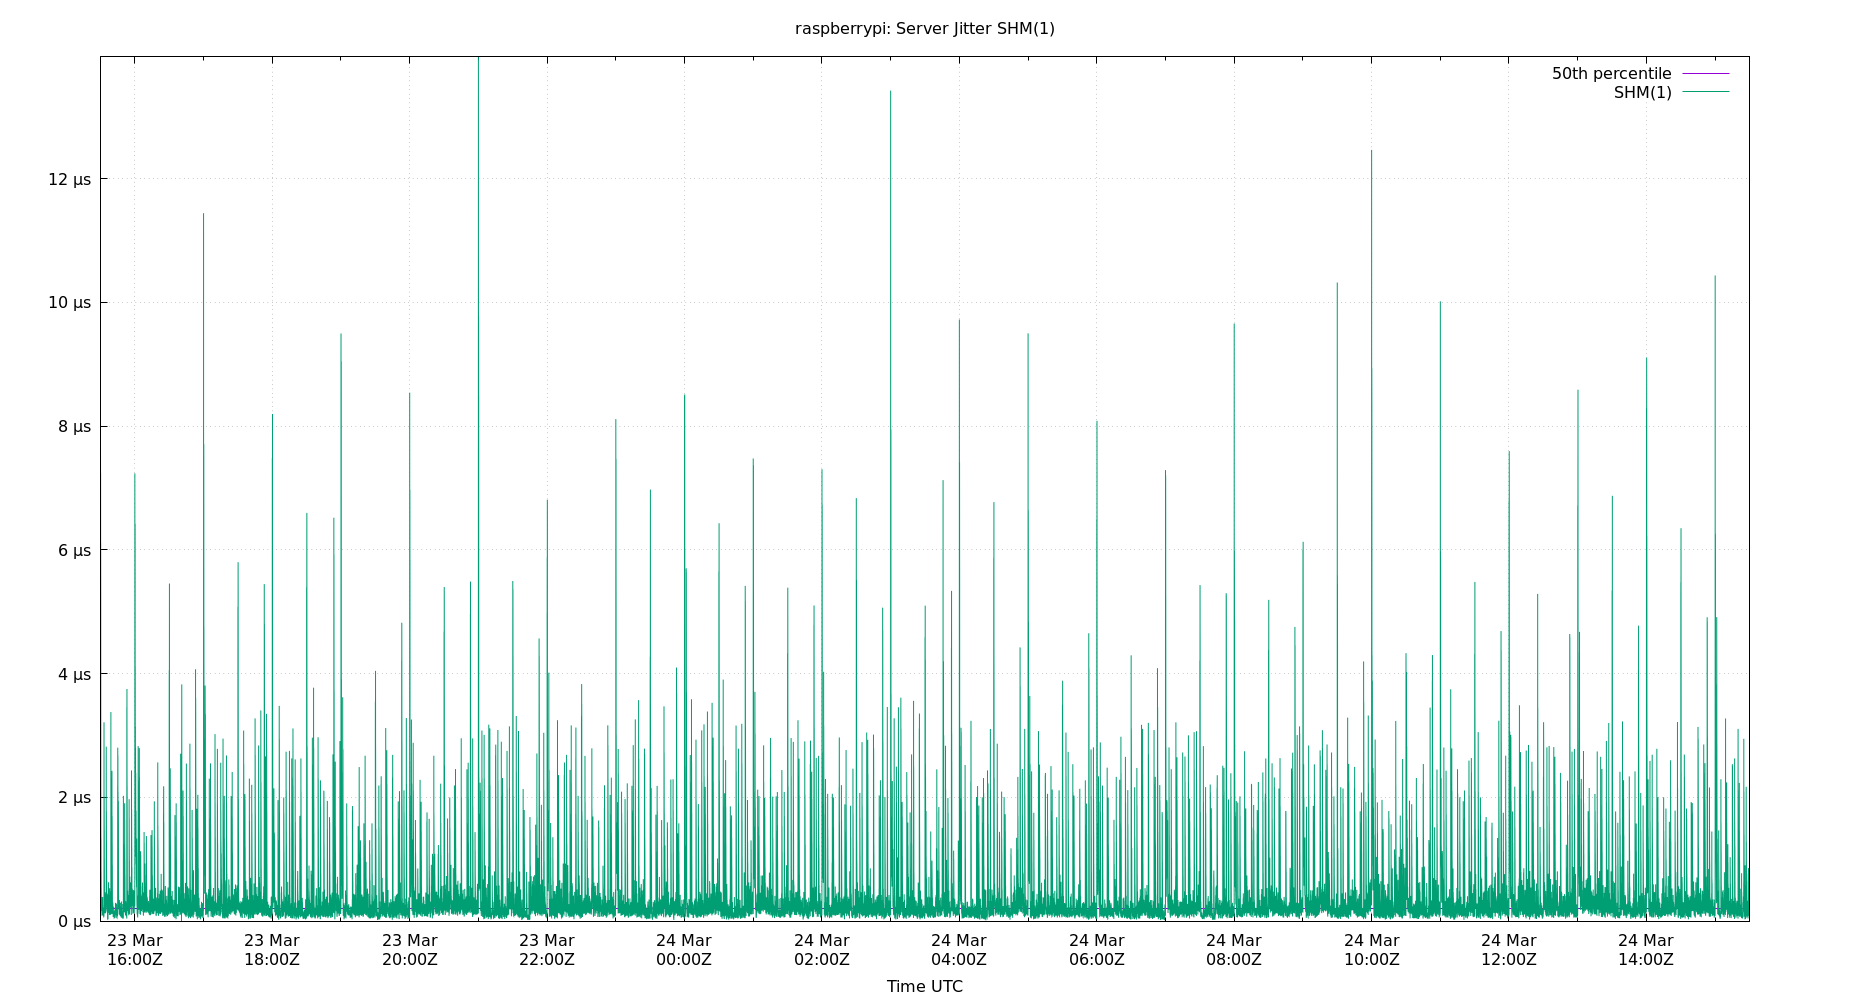 raspberrypi: Server Jitter SHM(1)
50th percentile
SHM(1)
12 µs
10 µs
8 µs
6 µs
4 µs
2 µs
0 µs
23 Mar 23 Mar 23 Mar 23 Mar 24 Mar 24 Mar 24 Mar 24 Mar 24 Mar 24 Mar 24 Mar 24 Mar
16:00Z 18:00Z 20:00Z 22:00Z 00:00Z 02:00Z 04:00Z 06:00Z 08:00Z 10:00Z 12:00Z 14:00Z
Time UTC